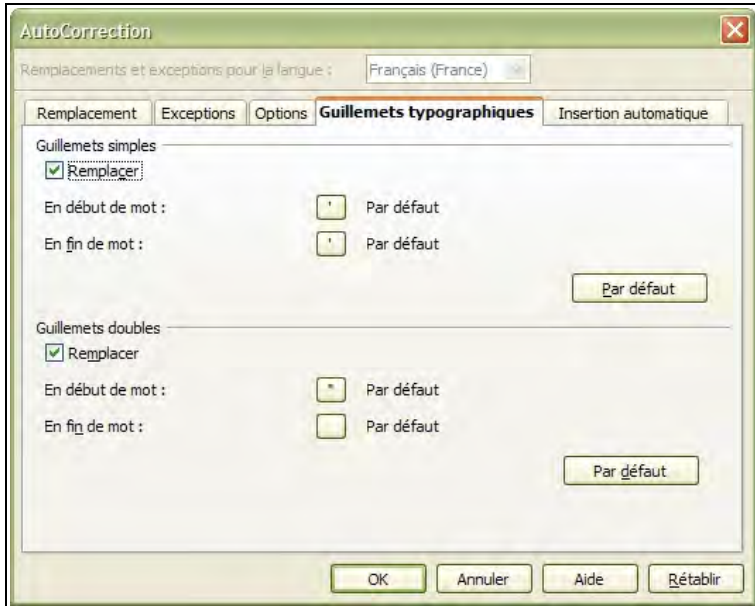 AutoCorrection
Remplacements et exceptions pour la langue : Français (France)
Remplacement Exceptions Options Guillemets typographiques Insertion automatique
Guillemets simples
Remplacer
En début de mot : ' Par défaut
En fin de mot : ' Par défaut
Par défaut
Guillemets doubles
Remplacer
En début de mot : " Par défaut
En fin de mot : Par défaut
Par défaut
OK Annuler Aide Rétablir